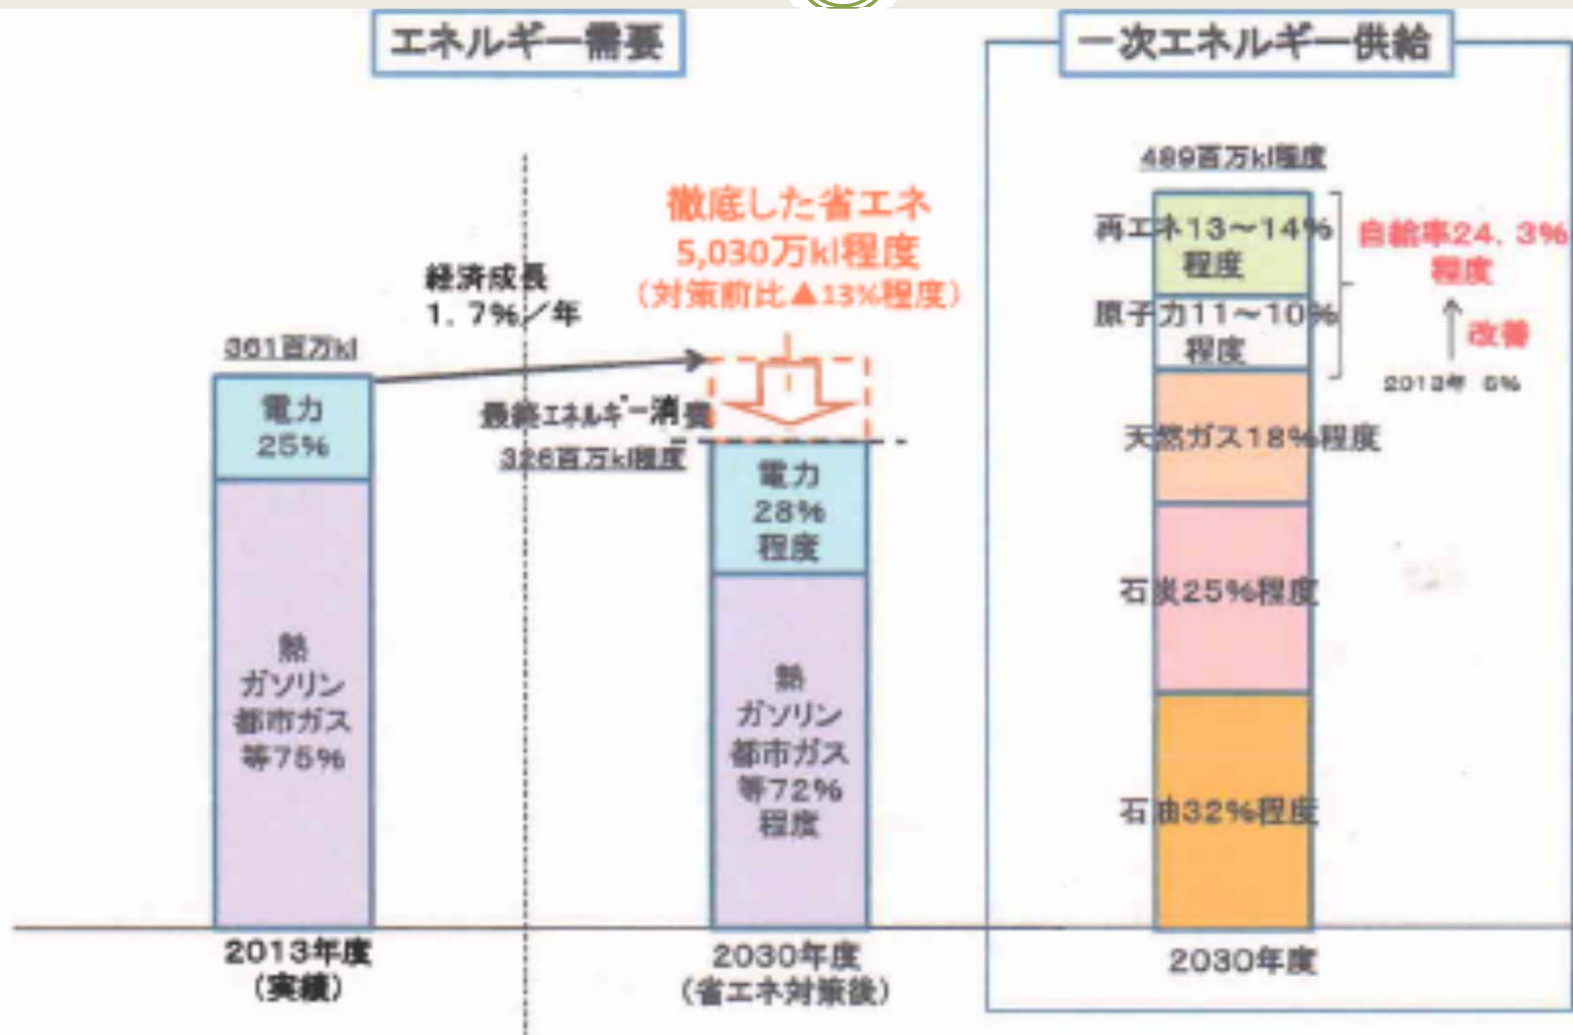 エネルギー需要
一次エネルギー供給
489百万kl程度
徹底した省エネ
5,030万kl程度
(対策前比▲13%程度)
経済成長
1.7%/年
361百万kl
最終エネルギー消費
326百万kl程度
電力
25%
熱
ガソリン
都市ガス
等75%
電力
28%
程度
熱
ガソリン
都市ガス
等72%
程度
再エネ13〜14%
程度
原子力11〜10%
程度
天然ガス18%程度
石炭25%程度
石油32%程度
自給率24.3%
程度
改善
2013年 6%
2013年度
(実績)
2030年度
(省エネ対策後)
2030年度